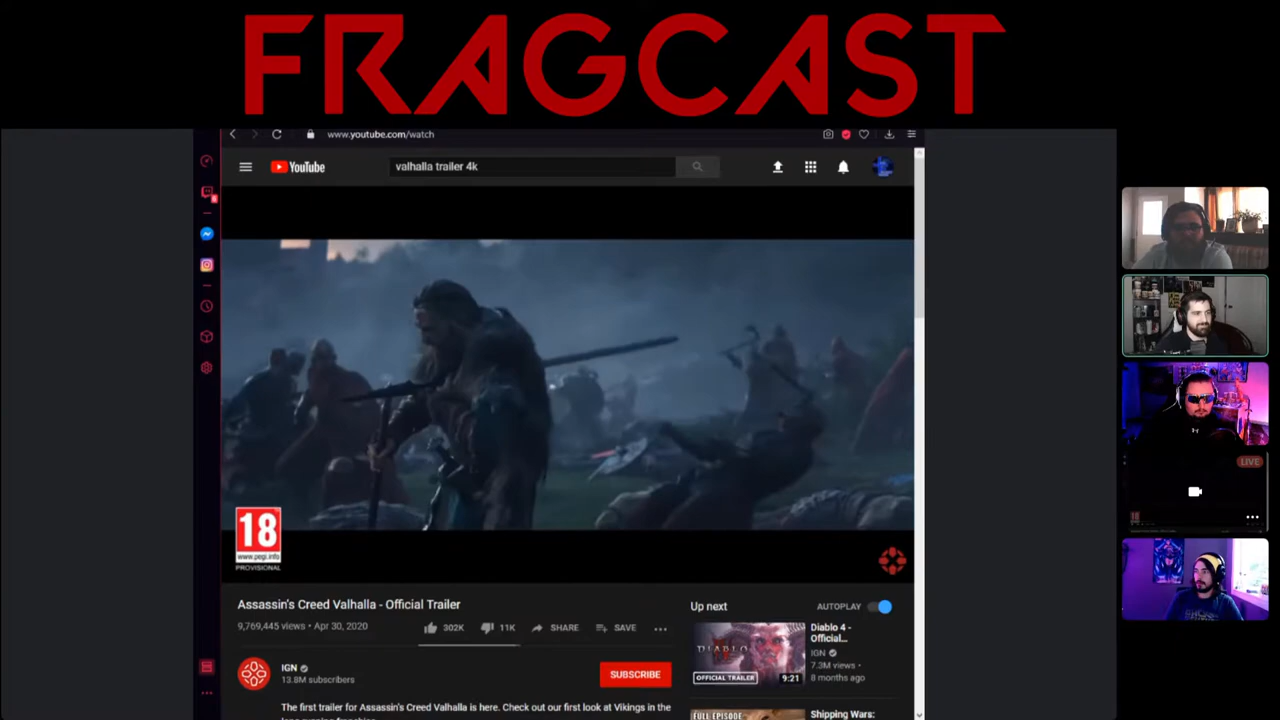 FRAGCAST
www.youtube.com/watch
YouTube
valhalla trailer 4k
18
www.pegi.info
PROVISIONAL
Assassin's Creed Valhalla - Official Trailer
9,769,445 views • Apr 30, 2020
302K
11K
SHARE
SAVE
IGN
13.8M subscribers
SUBSCRIBE
The first trailer for Assassin's Creed Valhalla is here. Check out our first look at Vikings in the
Up next
AUTOPLAY
DIABLO
OFFICIAL TRAILER
9:21
Diablo 4 -
Official...
IGN
7.3M views •
8 months ago
FULL EPISODE
Shipping Wars:
LIVE